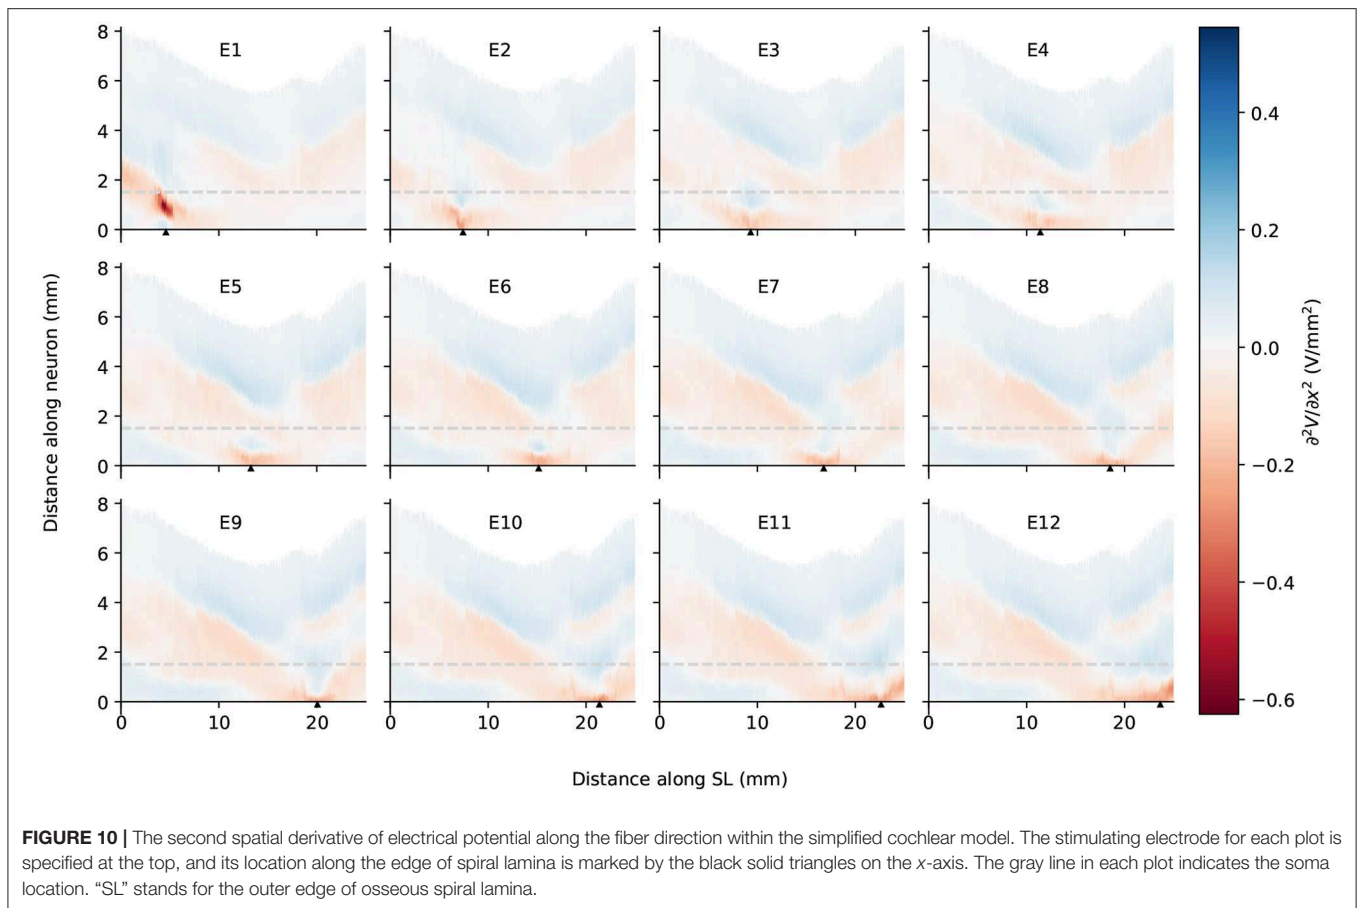 E1
E2
E3
E4
8
6
4
2
0
E5
E6
E7
E8
8
6
4
2
0
E9
E10
E11
E12
8
6
4
2
0
0 10 20
0 10 20
0 10 20
0 10 20
Distance along neuron (mm)
Distance along SL (mm)
0.4
0.2
0.0
−0.2
−0.4
−0.6
∂²V/∂x² (V/mm²)
FIGURE 10 | The second spatial derivative of electrical potential along the fiber direction within the simplified cochlear model. The stimulating electrode for each plot is
specified at the top, and its location along the edge of spiral lamina is marked by the black solid triangles on the x-axis. The gray line in each plot indicates the soma
location. “SL” stands for the outer edge of osseous spiral lamina.